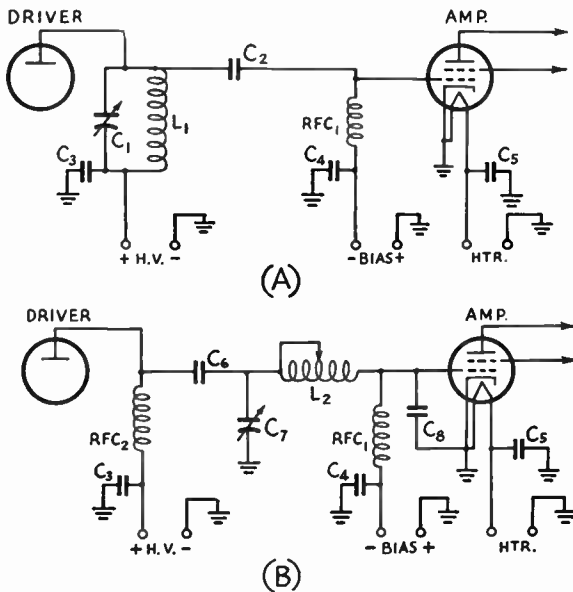 DRIVER
AMP.
C2
C1
L1
RFC1
C3
C4
C5
+ H.V. -
- BIAS +
HTR.
(A)
DRIVER
AMP.
C6
L2
C7
RFC2
RFC1
C8
C3
C4
C5
+ H.V. -
- BIAS +
HTR.
(B)